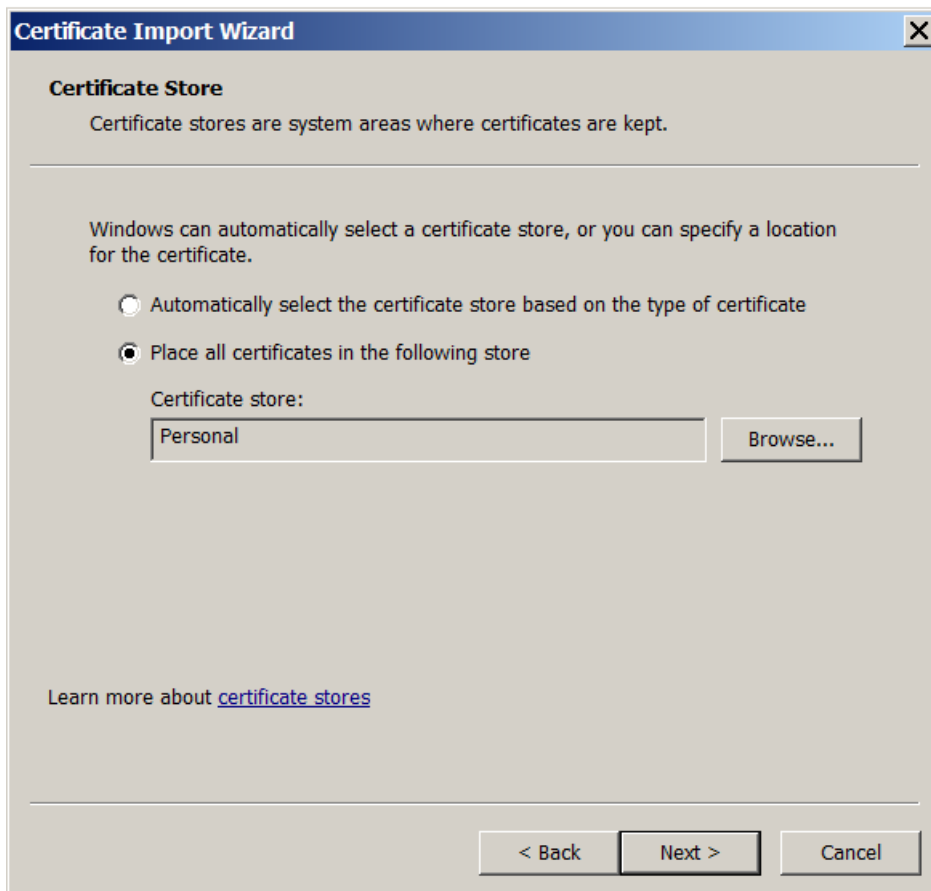 Certificate Import Wizard
Certificate Store
Certificate stores are system areas where certificates are kept.
Windows can automatically select a certificate store, or you can specify a location
for the certificate.
Automatically select the certificate store based on the type of certificate
Place all certificates in the following store
Certificate store:
Personal
Browse...
Learn more about certificate stores
< Back
Next >
Cancel